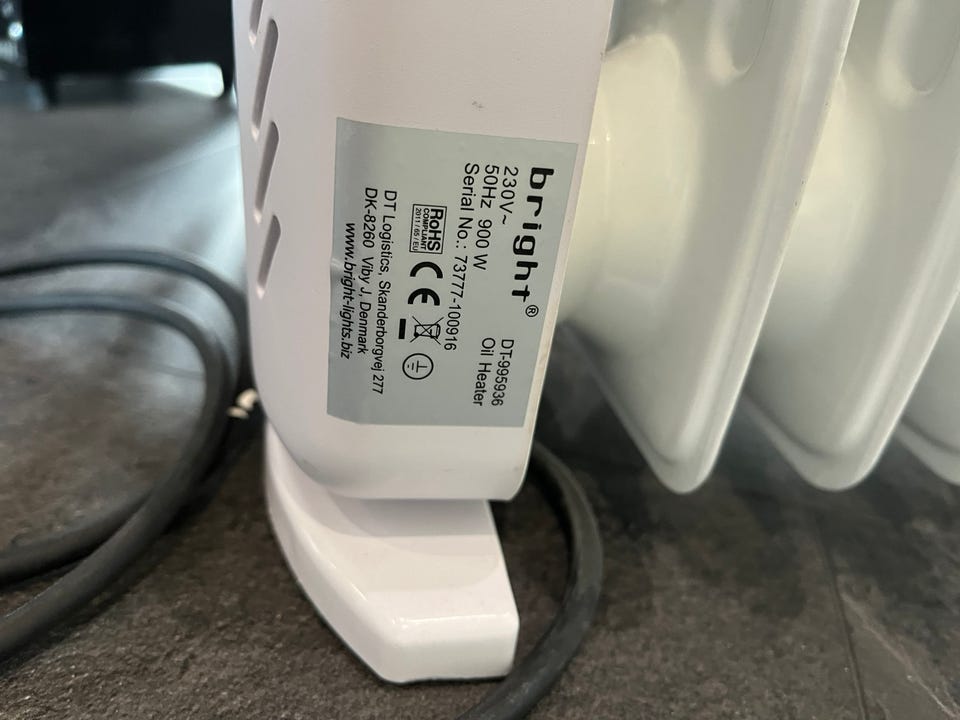 bright®
DT-995936
230V~
Oil Heater
50Hz 900 W
Serial No.: 73777-100916
RoHS
COMPLIANT
2011/65/EU
CE
DT Logistics, Skanderborgvej 277
DK-8260 Viby J, Denmark
www.bright-lights.biz